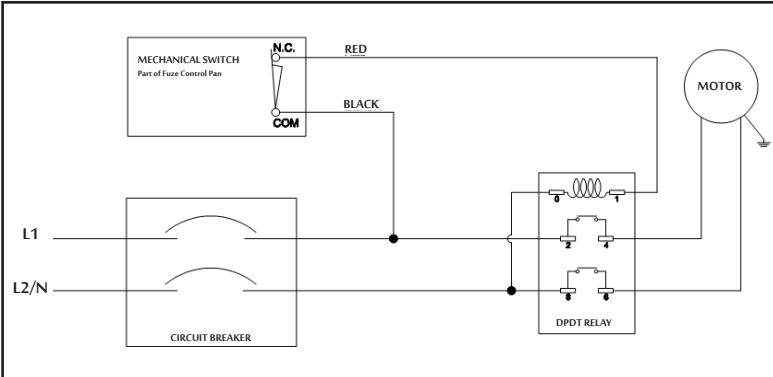 N.C.
RED
MECHANICAL SWITCH
Part of Fuze Control Pan
MOTOR
BLACK
COM
0
1
L1
2
4
L2/N
6
DPDT RELAY
CIRCUIT BREAKER